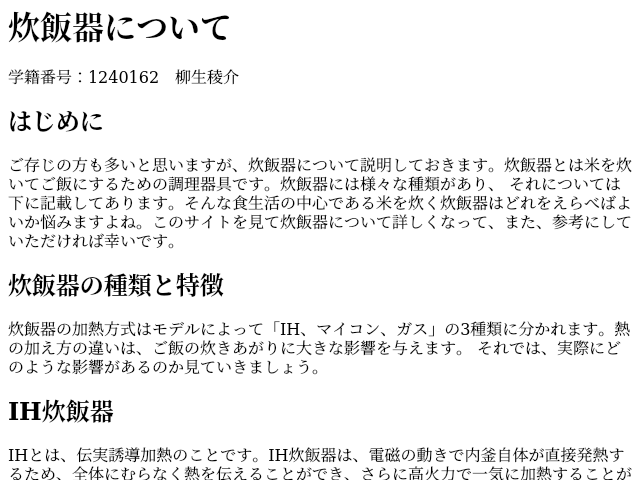 炊飯器について
学籍番号：1240162　柳生稜介
はじめに
ご存じの方も多いと思いますが、炊飯器について説明しておきます。炊飯器とは米を炊
いてご飯にするための調理器具です。炊飯器には様々な種類があり、 それについては
下に記載してあります。そんな食生活の中心である米を炊く炊飯器はどれをえらべばよ
いか悩みますよね。このサイトを見て炊飯器について詳しくなって、また、参考にして
いただければ幸いです。
炊飯器の種類と特徴
炊飯器の加熱方式はモデルによって「IH、マイコン、ガス」の3種類に分かれます。熱
の加え方の違いは、ご飯の炊きあがりに大きな影響を与えます。 それでは、実際にど
のような影響があるのか見ていきましょう。
IH炊飯器
IHとは、伝実誘導加熱のことです。IH炊飯器は、電磁の動きで内釜自体が直接発熱す
るため、全体にむらなく熱を伝えることができ、さらに高火力で一気に加熱することが